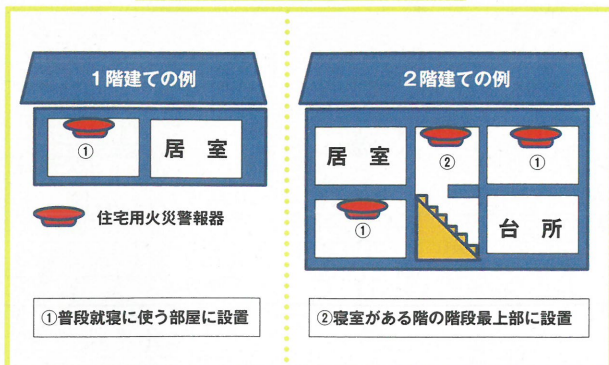 1階建ての例
①
居室
住宅用火災警報器
①普段就寝に使う部屋に設置
2階建ての例
居室
②
①
①
台所
②寝室がある階の階段最上部に設置